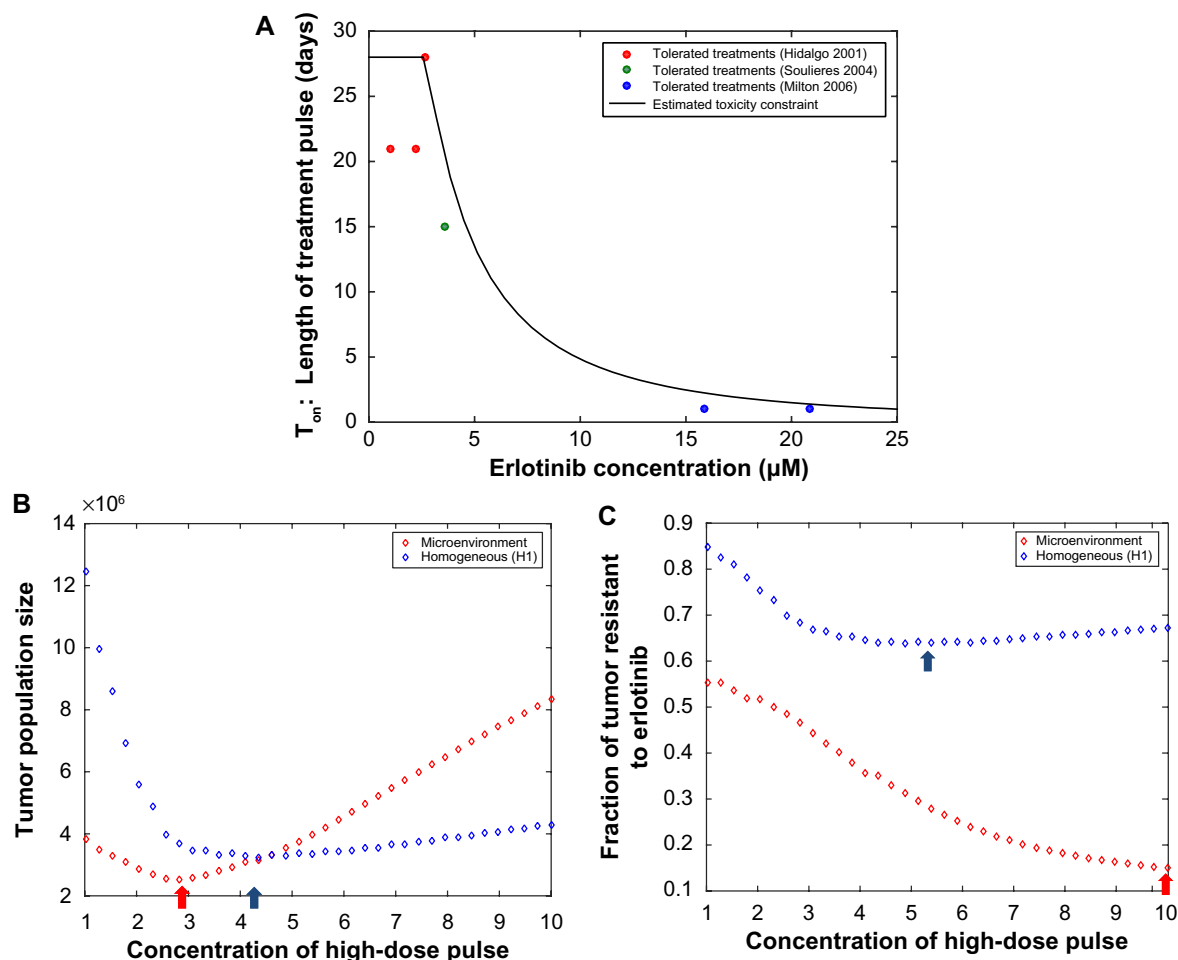 A
T_on: Length of treatment pulse (days)
30
25
20
15
10
5
0
0 5 10 15 20 25
Erlotinib concentration (µM)
Tolerated treatments (Hidalgo 2001)
Tolerated treatments (Soulieres 2004)
Tolerated treatments (Milton 2006)
Estimated toxicity constraint
B
×10⁶
Tumor population size
14
12
10
8
6
4
2
1 2 3 4 5 6 7 8 9 10
Concentration of high-dose pulse
Microenvironment
Homogeneous (H1)
C
Fraction of tumor resistant
to erlotinib
0.9
0.8
0.7
0.6
0.5
0.4
0.3
0.2
0.1
1 2 3 4 5 6 7 8 9 10
Concentration of high-dose pulse
Microenvironment
Homogeneous (H1)